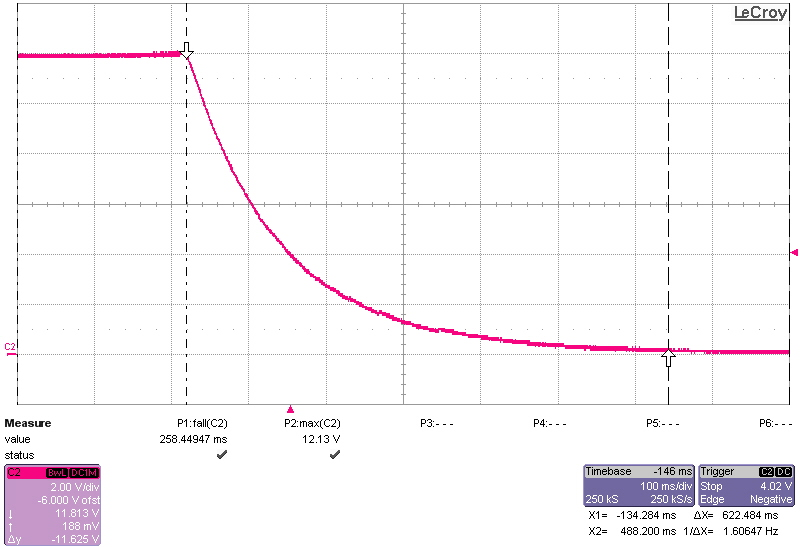 LeCroy
C2
Measure P1:fall(C2) P2:max(C2) P3:--- P4:--- P5:--- P6:---
value 258.44947 ms 12.13 V
status
C2 BwL DC1M
2.00 V/div
-6.000 V ofst
↓ 11.813 V
↑ 188 mV
Δy -11.625 V
Timebase -146 ms
100 ms/div
250 kS 250 kS/s
Trigger C2 DC
Stop 4.02 V
Edge Negative
X1= -134.284 ms ΔX= 622.484 ms
X2= 488.200 ms 1/ΔX= 1.60647 Hz